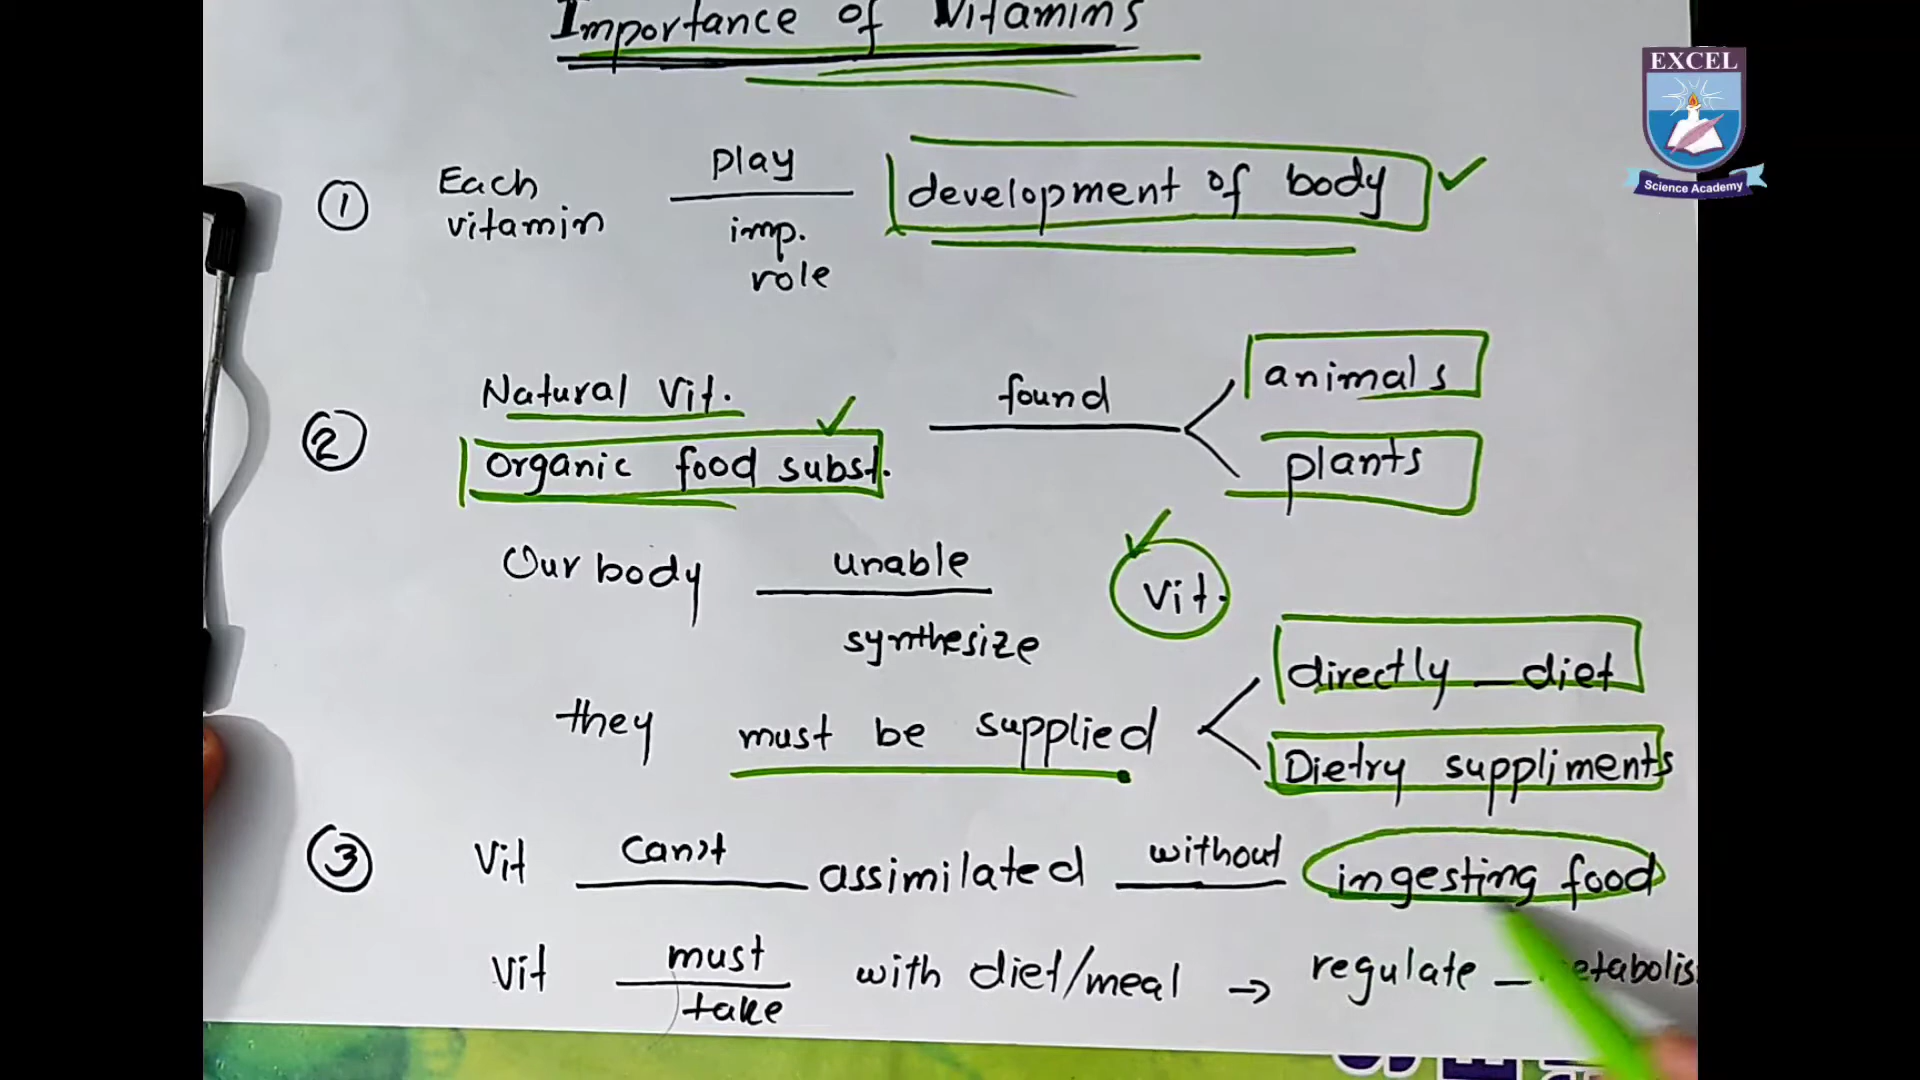 Importance of Vitamins
EXCEL
Science Academy
① Each vitamin play imp. role development of body ✓
② Natural Vit. found animals
Organic food subst. ✓ plants
Our body unable synthesize Vit. ✓
they must be supplied directly _ diet
Dietry suppliments
③ Vit can't assimilated without ingesting food
Vit must take with diet/meal → regulate _